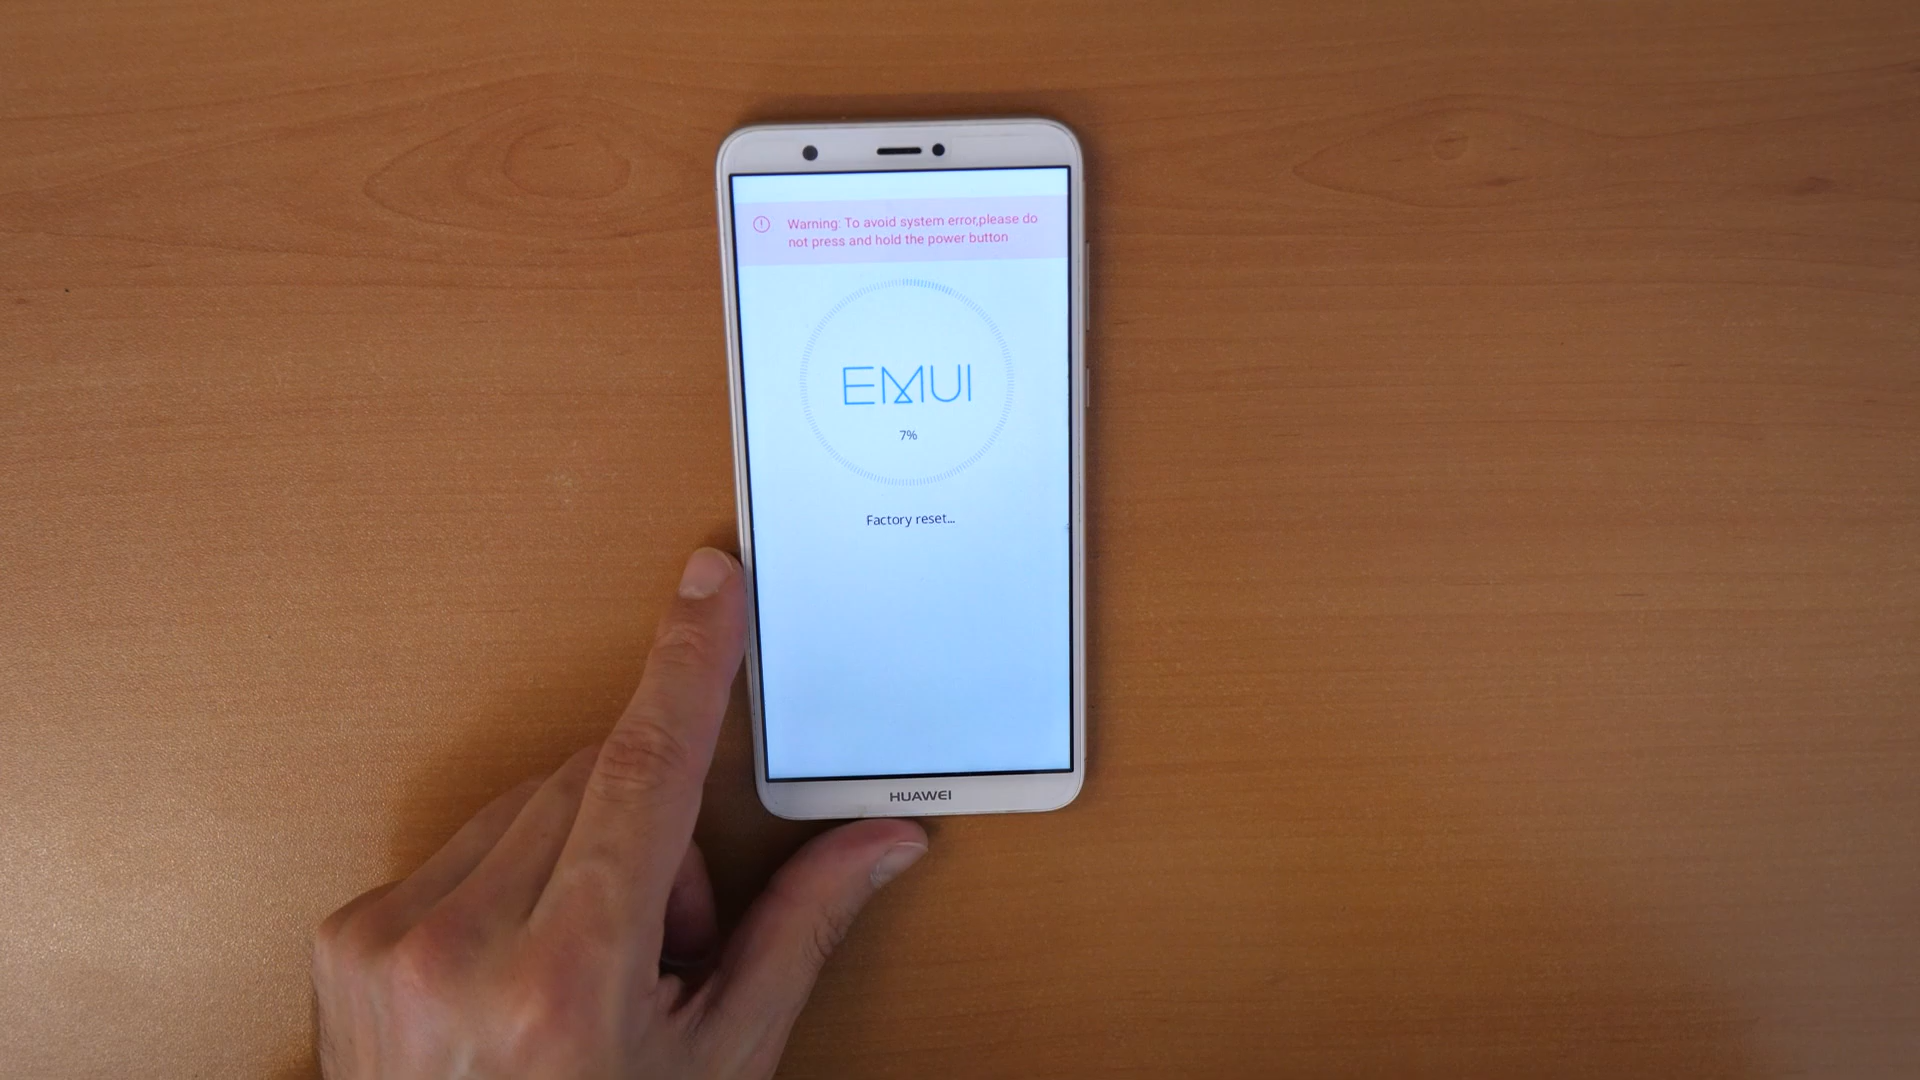 Warning: To avoid system error,please do
not press and hold the power button
EMUI
7%
Factory reset...
HUAWEI